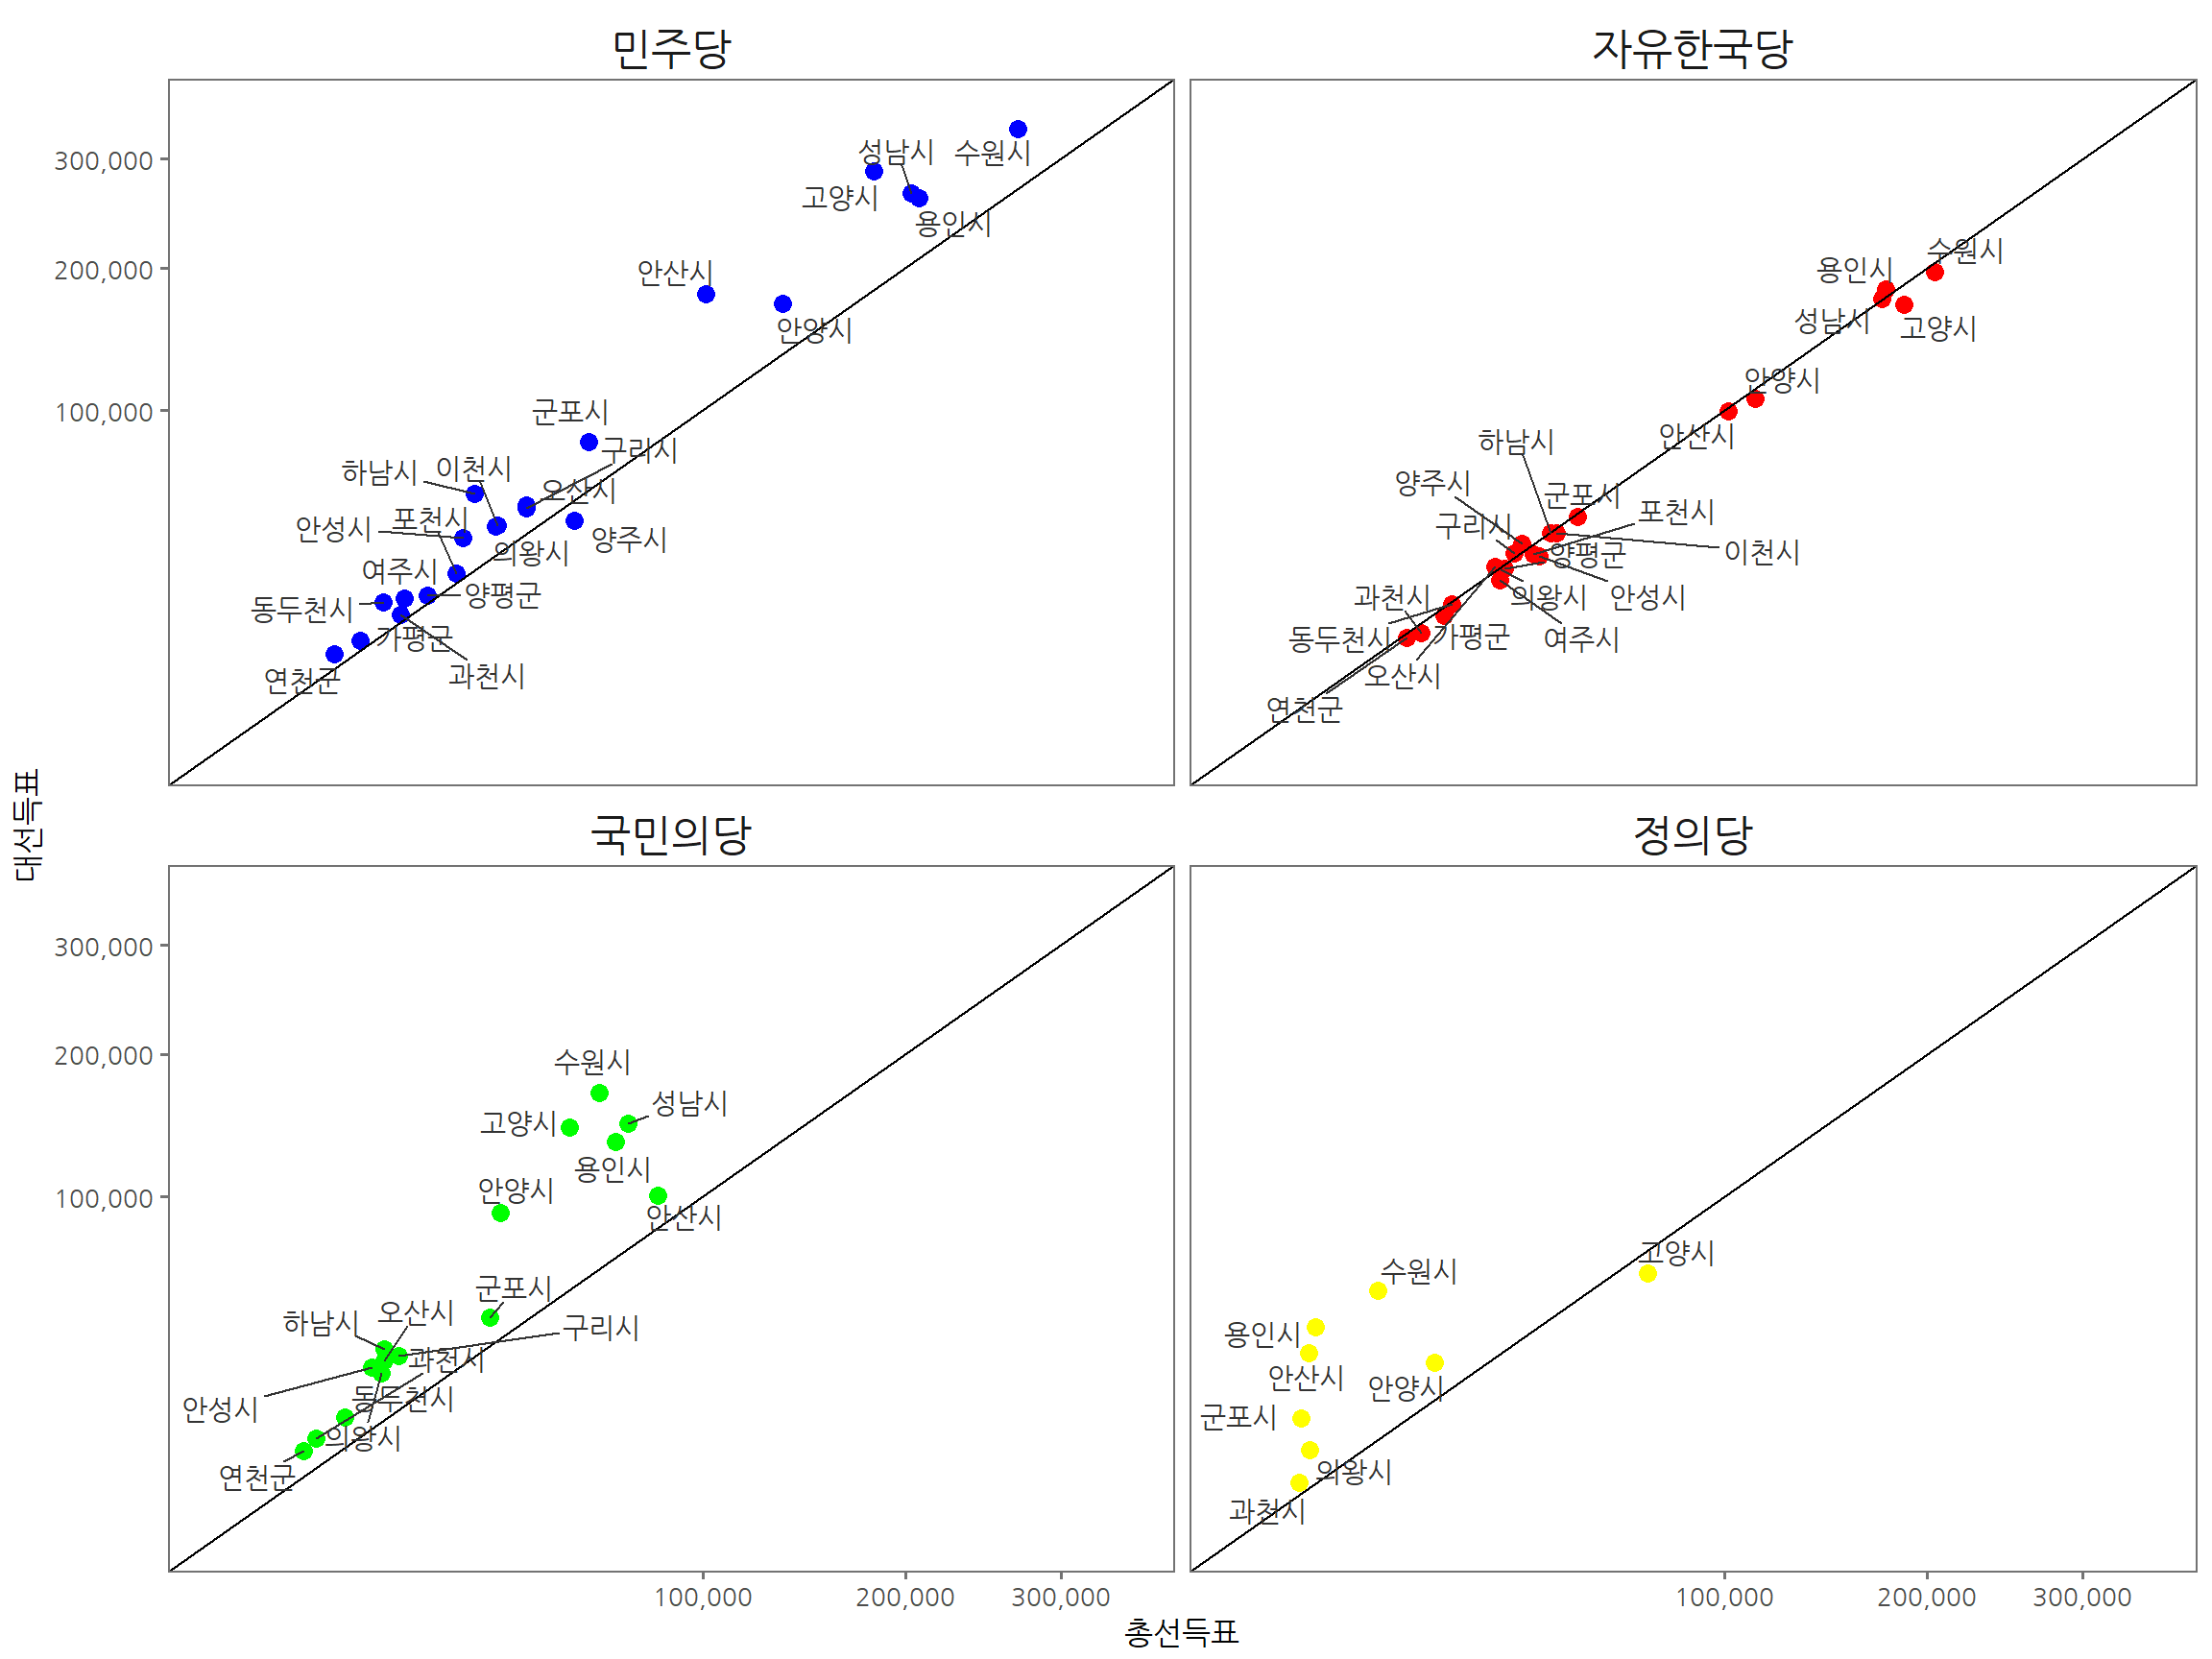 민주당
자유한국당
300,000
200,000
100,000
성남시
수원시
고양시
용인시
안산시
안양시
군포시
구리시
하남시
이천시
오산시
안성시
포천시
양주시
의왕시
여주시
양평군
동두천시
가평군
과천시
연천군
수원시
용인시
성남시
고양시
안양시
안산시
하남시
양주시
군포시
구리시
포천시
양평군
이천시
과천시
의왕시
안성시
동두천시
가평군
여주시
오산시
연천군
대선득표
국민의당
정의당
300,000
200,000
100,000
수원시
성남시
고양시
용인시
안양시
안산시
군포시
하남시
오산시
구리시
과천시
안성시
동두천시
의왕시
연천군
고양시
수원시
용인시
안산시
안양시
군포시
의왕시
과천시
100,000 200,000 300,000
100,000 200,000 300,000
총선득표